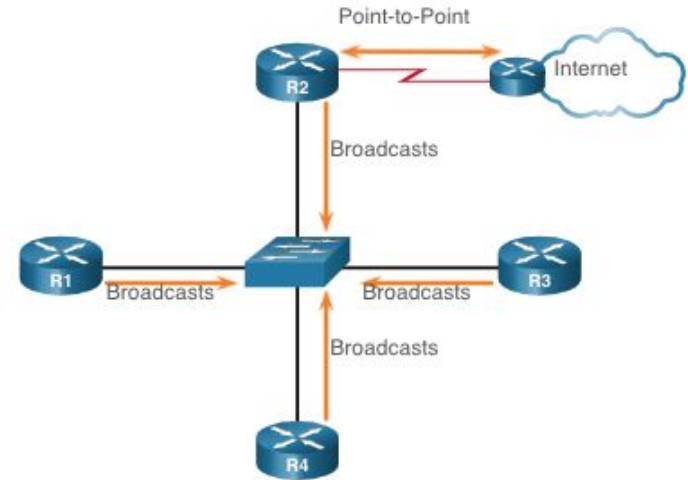 Point-to-Point
R2
Internet
Broadcasts
R1
Broadcasts
Broadcasts
R3
Broadcasts
R4